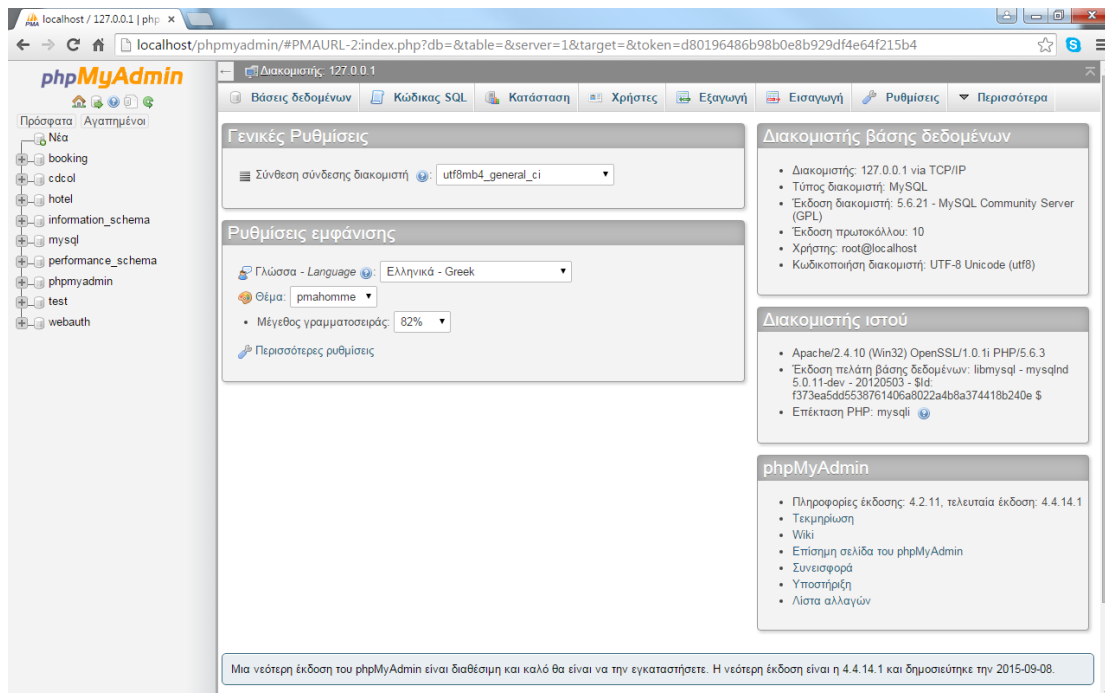 localhost / 127.0.0.1 | php
localhost/phpmyadmin/#PMAURL-2:index.php?db=&table=&server=1&target=&token=d80196486b98b0e8b929df4e64f215b4
phpMyAdmin
Πρόσφατα Αγαπημένοι
Νέα
booking
cdcol
hotel
information_schema
mysql
performance_schema
phpmyadmin
test
webauth
Διακομιστής: 127.0.0.1
Βάσεις δεδομένων Κώδικας SQL Κατάσταση Χρήστες Εξαγωγή Εισαγωγή Ρυθμίσεις Περισσότερα
Γενικές Ρυθμίσεις
Σύνθεση σύνδεσης διακομιστή : utf8mb4_general_ci
Ρυθμίσεις εμφάνισης
Γλώσσα - Language : Ελληνικά - Greek
Θέμα: pmahomme
Μέγεθος γραμματοσειράς: 82%
Περισσότερες ρυθμίσεις
Διακομιστής βάσης δεδομένων
Διακομιστής: 127.0.0.1 via TCP/IP
Τύπος διακομιστή: MySQL
Έκδοση διακομιστή: 5.6.21 - MySQL Community Server
(GPL)
Έκδοση πρωτοκόλλου: 10
Χρήστης: root@localhost
Κωδικοποίηση διακομιστή: UTF-8 Unicode (utf8)
Διακομιστής ιστού
Apache/2.4.10 (Win32) OpenSSL/1.0.1i PHP/5.6.3
Έκδοση πελάτη βάσης δεδομένων: libmysql - mysqlnd
5.0.11-dev - 20120503 - $Id:
f373ea5dd5538761406a8022a4b8a374418b240e $
Επέκταση PHP: mysqli
phpMyAdmin
Πληροφορίες έκδοσης: 4.2.11, τελευταία έκδοση: 4.4.14.1
Τεκμηρίωση
Wiki
Επίσημη σελίδα του phpMyAdmin
Συνεισφορά
Υποστήριξη
Λίστα αλλαγών
Μια νεότερη έκδοση του phpMyAdmin είναι διαθέσιμη και καλό θα είναι να την εγκαταστήσετε. Η νεότερη έκδοση είναι η 4.4.14.1 και δημοσιεύτηκε την 2015-09-08.